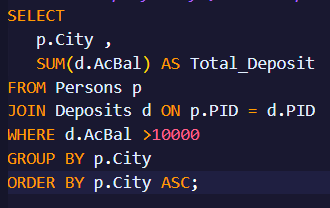 SELECT
p.City ,
SUM(d.AcBal) AS Total_Deposit
FROM Persons p
JOIN Deposits d ON p.PID = d.PID
WHERE d.AcBal >10000
GROUP BY p.City
ORDER BY p.City ASC;